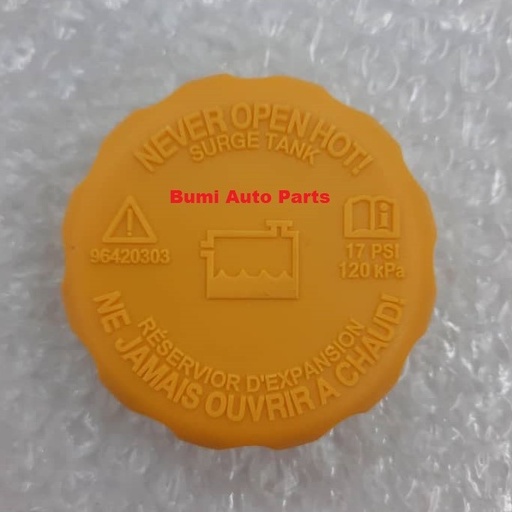 NEVER OPEN HOT!
SURGE TANK
Bumi Auto Parts
96420303
17 PSI
120 kPa
RÉSERVIOR D'EXPANSION
NE JAMAIS OUVRIR A CHAUD!